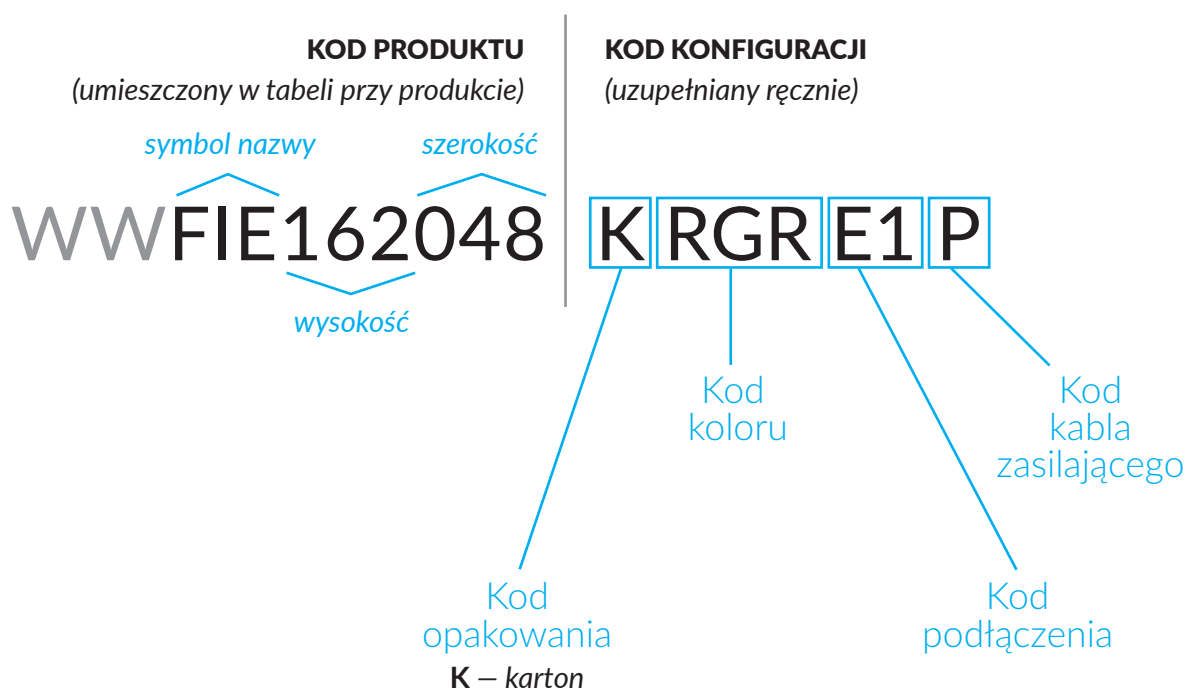 KOD PRODUKTU
(umieszczony w tabeli przy produkcie)
KOD KONFIGURACJI
(uzupełniany ręcznie)
symbol nazwy
szerokość
WWFIE162048 K RGR E1 P
wysokość
Kod
koloru
Kod
kabla
zasilającego
Kod
opakowania
K – karton
Kod
podłączenia